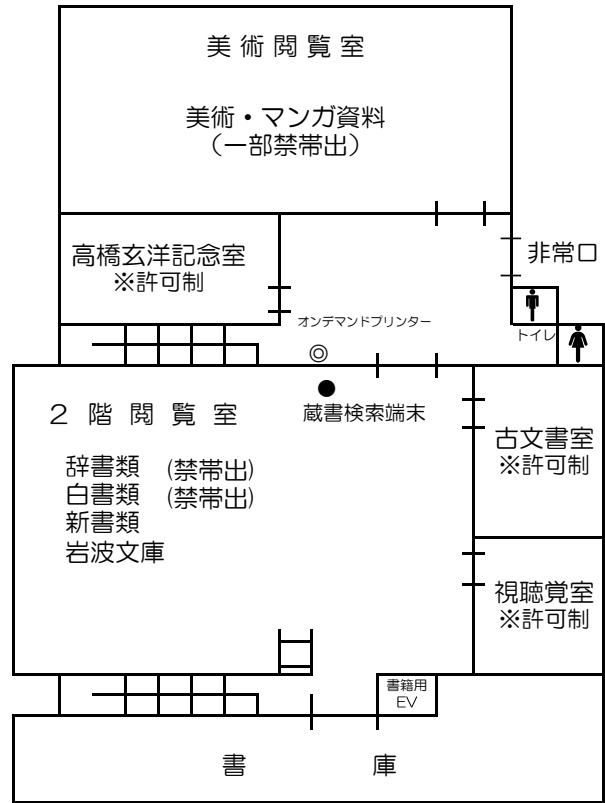 美術閲覧室
美術・マンガ資料
（一部禁帯出）
高橋玄洋記念室
※許可制
非常口
オンデマンドプリンター
トイレ
◎
●
蔵書検索端末
２階閲覧室
辞書類　(禁帯出)
白書類　(禁帯出)
新書類
岩波文庫
古文書室
※許可制
視聴覚室
※許可制
書籍用
EV
書庫